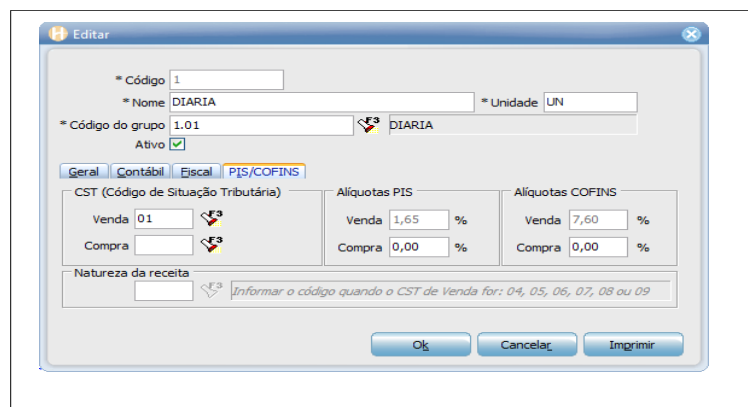 Editar
* Código 1
* Nome DIARIA * Unidade UN
* Código do grupo 1.01 F3 DIARIA
Ativo
Geral Contábil Fiscal PIS/COFINS
CST (Código de Situação Tributária) Alíquotas PIS Alíquotas COFINS
Venda 01 F3 Venda 1,65 % Venda 7,60 %
Compra F3 Compra 0,00 % Compra 0,00 %
Natureza da receita
F3 Informar o código quando o CST de Venda for: 04, 05, 06, 07, 08 ou 09
Ok Cancelar Imprimir